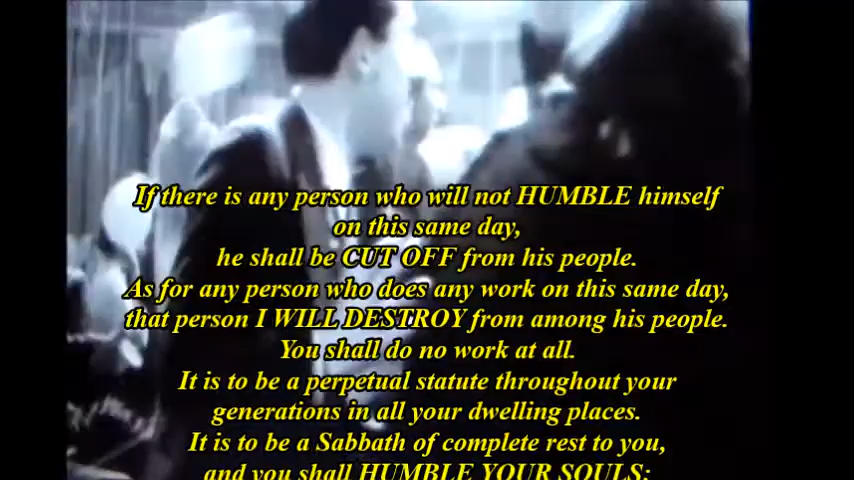 If there is any person who will not HUMBLE himself
on this same day,
he shall be CUT OFF from his people.
As for any person who does any work on this same day,
that person I WILL DESTROY from among his people.
You shall do no work at all.
It is to be a perpetual statute throughout your
generations in all your dwelling places.
It is to be a Sabbath of complete rest to you,
and you shall HUMBLE YOUR SOULS;